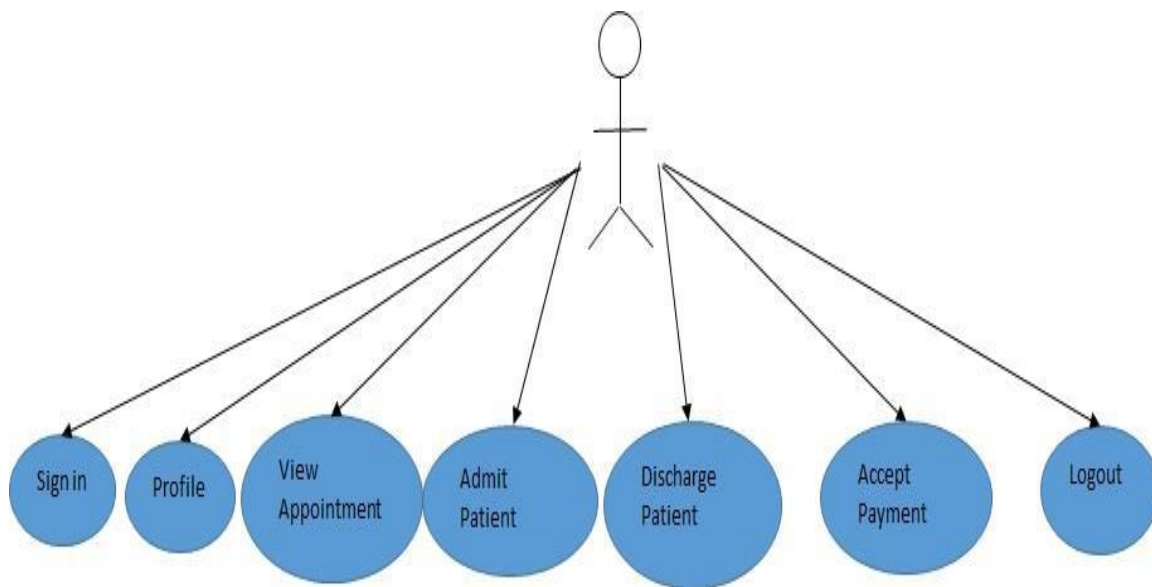 Sign in
Profile
View
Appointment
Admit
Patient
Discharge
Patient
Accept
Payment
Logout